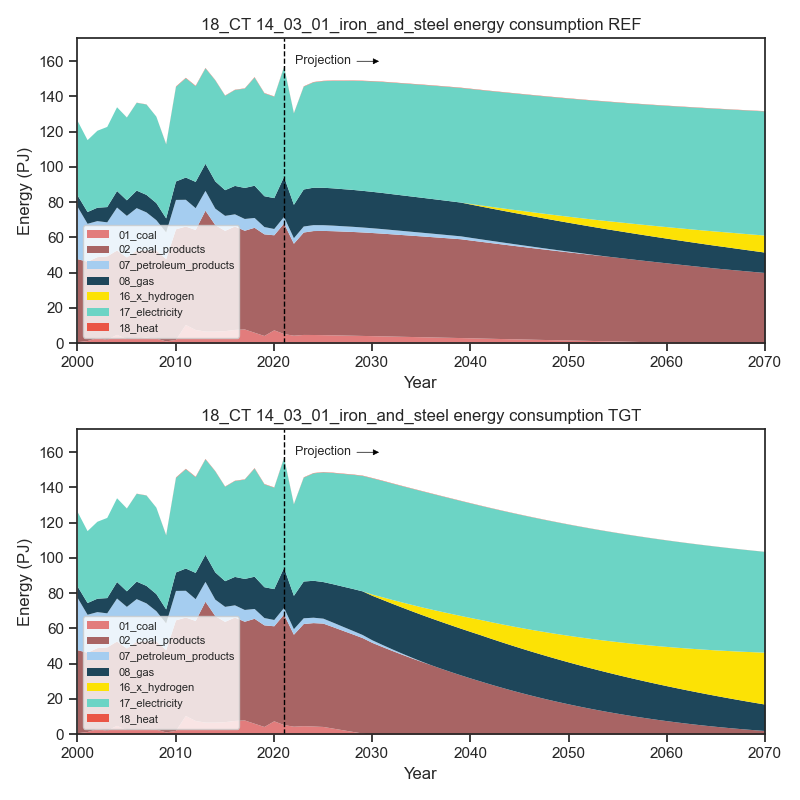 18_CT 14_03_01_iron_and_steel energy consumption REF
160
140
120
100
80
60
40
20
0
Energy (PJ)
Projection
01_coal
02_coal_products
07_petroleum_products
08_gas
16_x_hydrogen
17_electricity
18_heat
2000 2010 2020 2030 2040 2050 2060 2070
Year
18_CT 14_03_01_iron_and_steel energy consumption TGT
160
140
120
100
80
60
40
20
0
Energy (PJ)
Projection
01_coal
02_coal_products
07_petroleum_products
08_gas
16_x_hydrogen
17_electricity
18_heat
2000 2010 2020 2030 2040 2050 2060 2070
Year